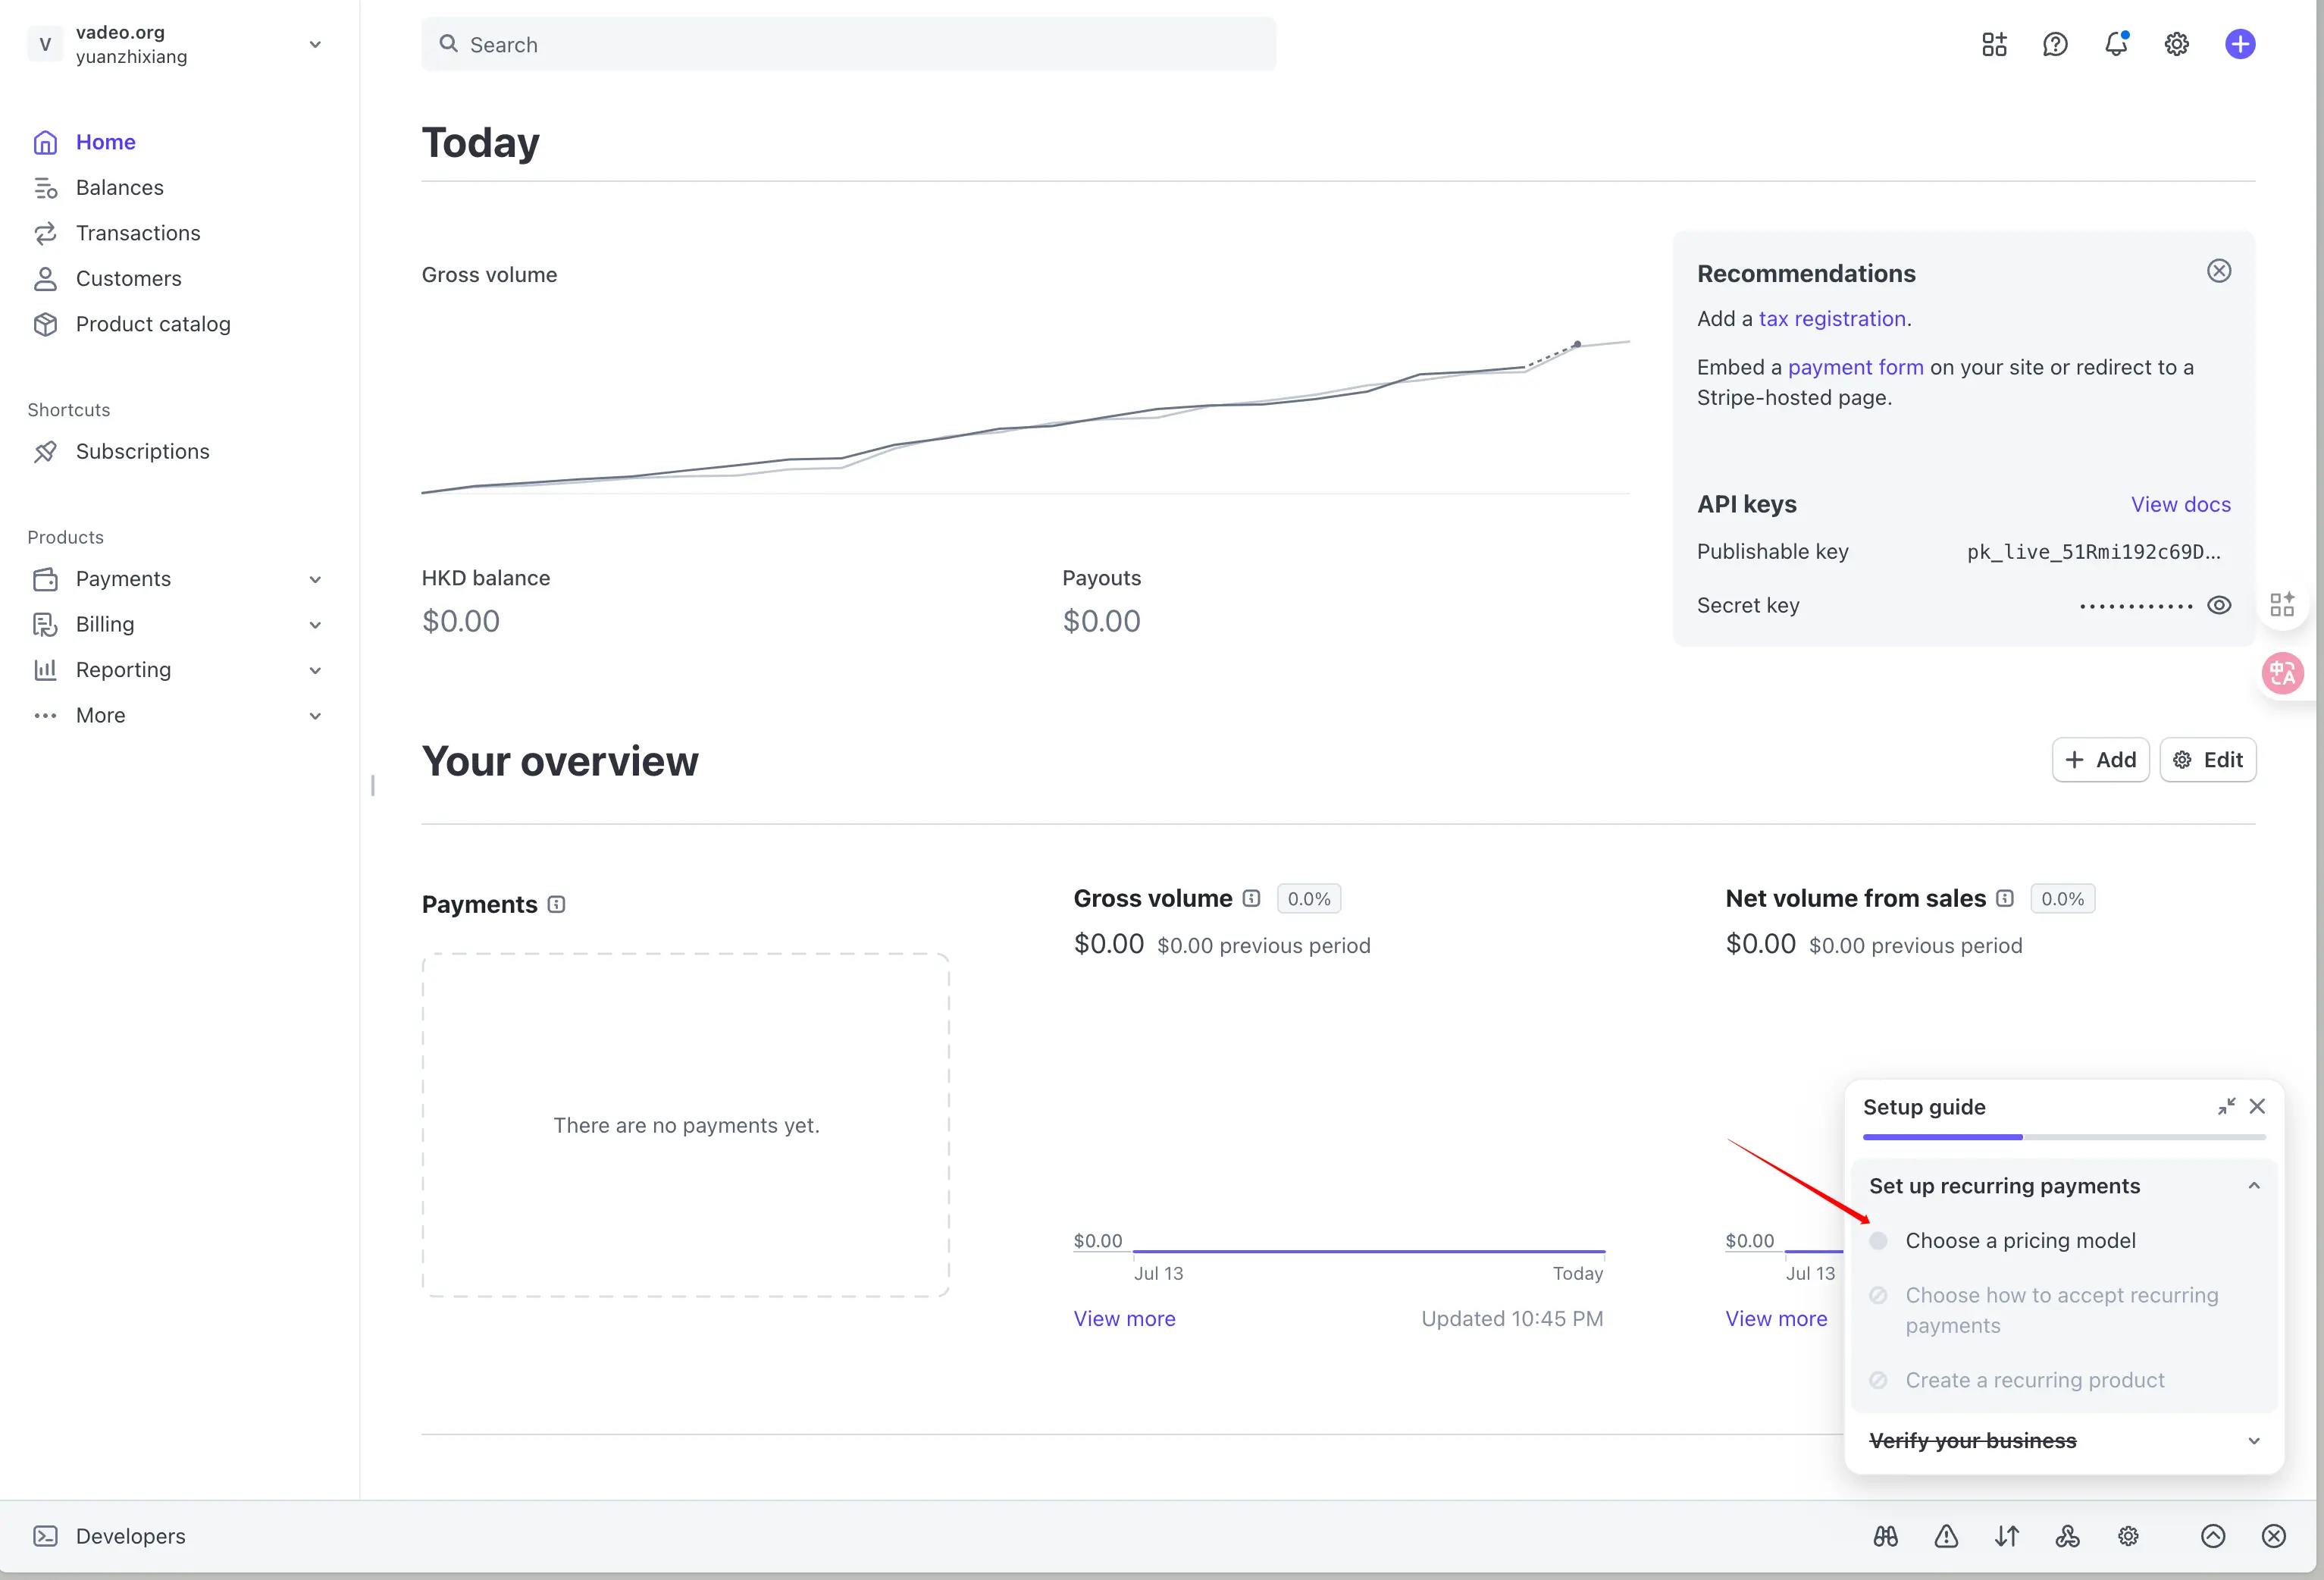 V
vadeo.org
yuanzhixiang
Search
Home
Balances
Transactions
Customers
Product catalog
Shortcuts
Subscriptions
Products
Payments
Billing
Reporting
More
Today
Gross volume
HKD balance
$0.00
Payouts
$0.00
Recommendations
Add a tax registration.
Embed a payment form on your site or redirect to a
Stripe-hosted page.
API keys
View docs
Publishable key
pk_live_51Rmi192c69D...
Secret key
••••••••••••
中A
Your overview
Add
Edit
Payments
There are no payments yet.
Gross volume
0.0%
$0.00 $0.00 previous period
$0.00
Jul 13
Today
View more
Updated 10:45 PM
Net volume from sales
0.0%
$0.00 $0.00 previous period
$0.00
Jul 13
View more
Setup guide
Set up recurring payments
Choose a pricing model
Choose how to accept recurring
payments
Create a recurring product
Verify your business
Developers